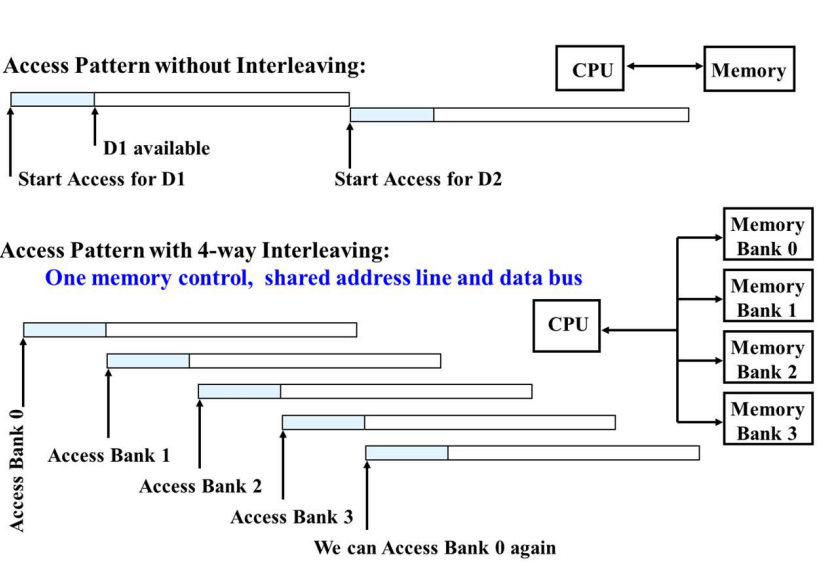 Access Pattern without Interleaving:
CPU
Memory
D1 available
Start Access for D1
Start Access for D2
Access Pattern with 4-way Interleaving:
One memory control, shared address line and data bus
Memory
Bank 0
Memory
Bank 1
CPU
Memory
Bank 2
Memory
Bank 3
Access Bank 0
Access Bank 1
Access Bank 2
Access Bank 3
We can Access Bank 0 again